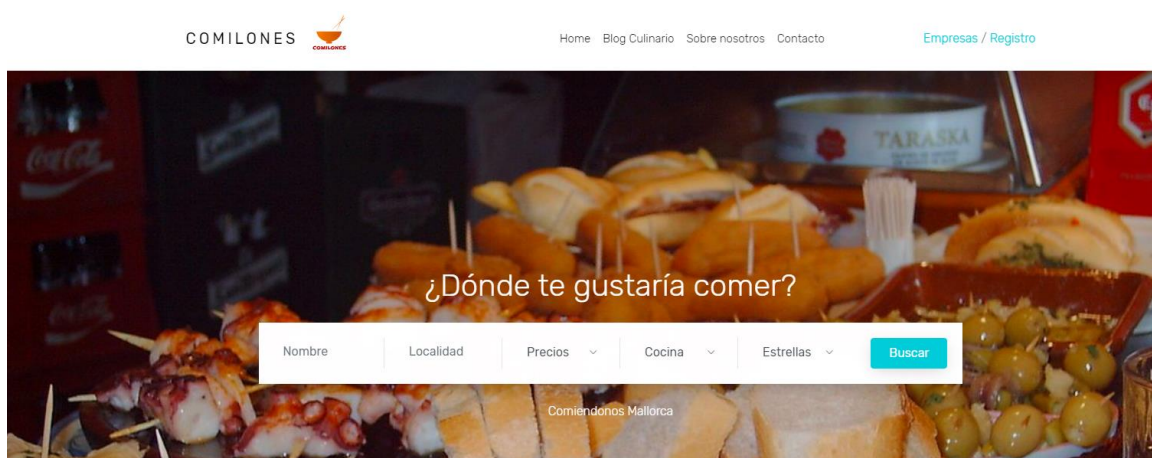 COMILONES
COMILONES
Home Blog Culinario Sobre nosotros Contacto
Empresas / Registro
Coca-Cola
TARASKA
¿Dónde te gustaría comer?
Nombre Localidad Precios Cocina Estrellas Buscar
Comiendonos Mallorca